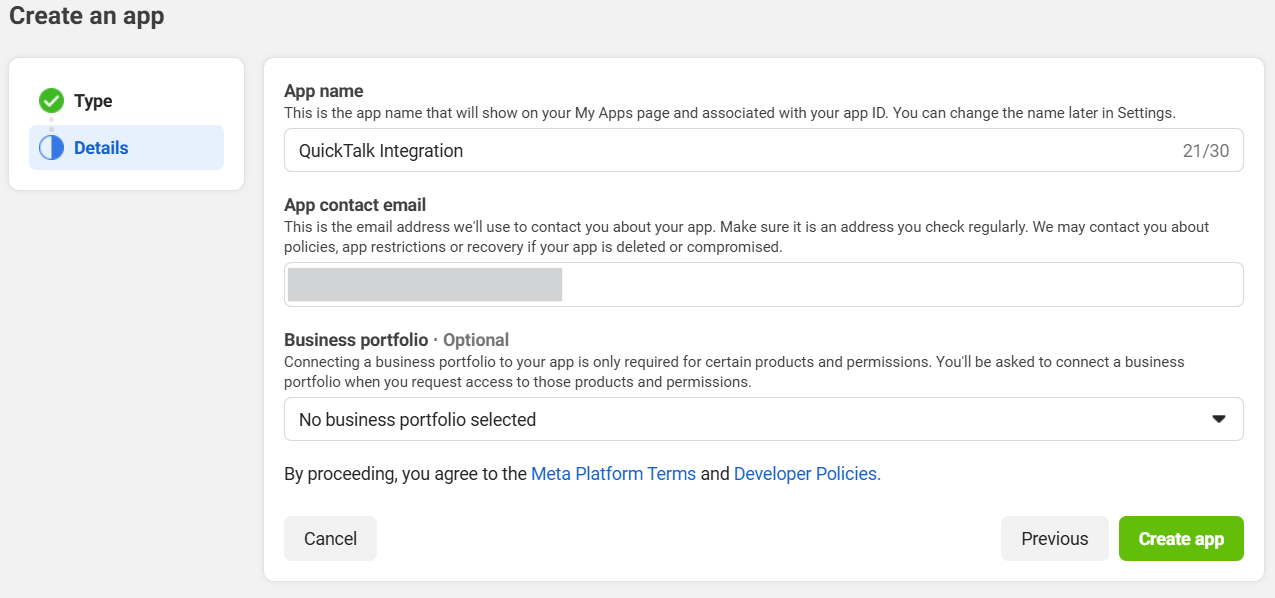 Create an app
Type
Details
App name
This is the app name that will show on your My Apps page and associated with your app ID. You can change the name later in Settings.
QuickTalk Integration
21/30
App contact email
This is the email address we'll use to contact you about your app. Make sure it is an address you check regularly. We may contact you about
policies, app restrictions or recovery if your app is deleted or compromised.
Business portfolio · Optional
Connecting a business portfolio to your app is only required for certain products and permissions. You'll be asked to connect a business
portfolio when you request access to those products and permissions.
No business portfolio selected
By proceeding, you agree to the Meta Platform Terms and Developer Policies.
Cancel
Previous
Create app